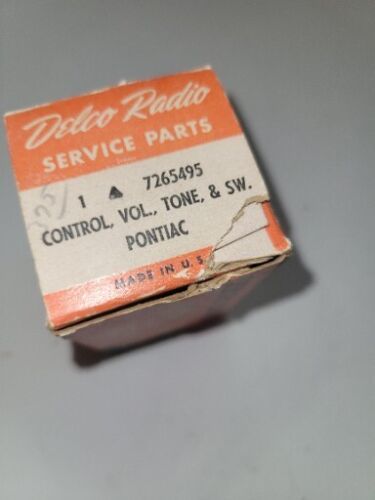 Delco Radio
SERVICE PARTS
1 ▲ 7265495
CONTROL, VOL., TONE, & SW.
PONTIAC
MADE IN U.S.